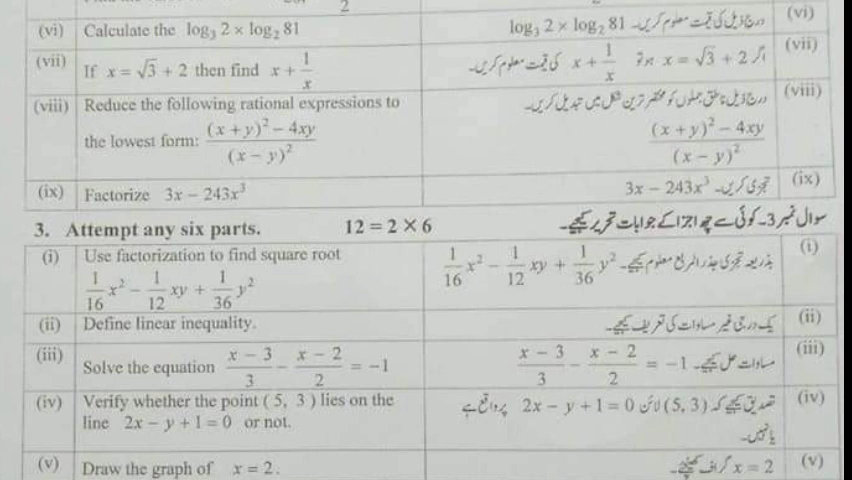 (vi) Calculate the log₃ 2 × log₂ 81 درج ذیل کی قیمت معلوم کریں۔ log₃ 2 × log₂ 81 (vi)
(vii) If x = √3 + 2 then find x + 1/x اگر x = √3 + 2 ہو تو x + 1/x کی قیمت معلوم کریں۔ (vii)
(viii) Reduce the following rational expressions to درج ذیل ناطق جملوں کو مختصر ترین شکل میں تبدیل کریں۔ (viii)
the lowest form: (x + y)² − 4xy / (x − y)² (x + y)² − 4xy / (x − y)²
(ix) Factorize 3x − 243x³ تجزی کریں۔ 3x − 243x³ (ix)
3. Attempt any six parts. 12 = 2 × 6 سوال نمبر 3۔ کوئی سے چھ اجزا کے جوابات تحریر کیجیے۔
(i) Use factorization to find square root بذریعہ تجزی جذر المربع معلوم کیجیے۔ 1/16 x² − 1/12 xy + 1/36 y² (i)
1/16 x² − 1/12 xy + 1/36 y²
(ii) Define linear inequality. یک درجی غیر مساوات کی تعریف کیجیے۔ (ii)
(iii) Solve the equation x − 3/3 − x − 2/2 = −1 مساوات حل کیجیے۔ x − 3/3 − x − 2/2 = −1 (iii)
(iv) Verify whether the point ( 5, 3 ) lies on the تصدیق کیجیے کہ (5, 3) لائن 2x − y + 1 = 0 پر واقع ہے (iv)
line 2x − y + 1 = 0 or not. یا نہیں۔
(v) Draw the graph of x = 2. x = 2 گراف کھینچیے۔ (v)